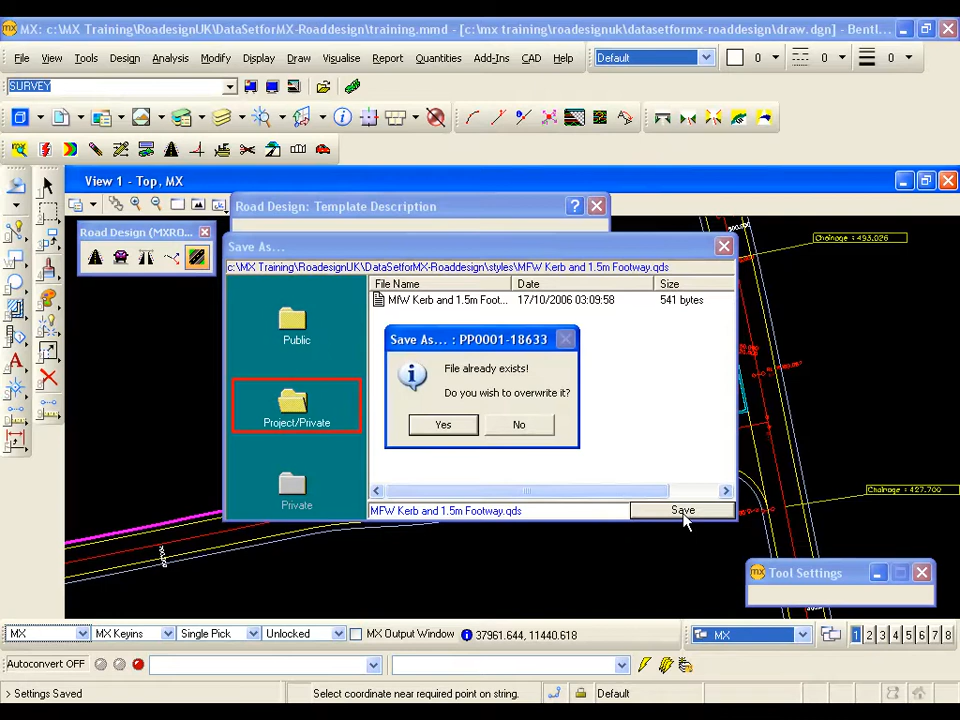 MX: c:\MX Training\RoadesignUK\DataSetforMX-Roaddesign\training.mmd - [c:\mx training\roadesignuk\datasetformx-roaddesign\draw.dgn] - Bentl...
File View Tools Design Analysis Modify Display Draw Visualise Report Quantities Add-Ins CAD Help
Default 0 0 0
SURVEY
View 1 - Top, MX
Road Design: Template Description
Road Design (MXRO...
Save As...
Chainage : 493.026
c:\MX Training\RoadesignUK\DataSetforMX-Roaddesign\styles\MFW Kerb and 1.5m Footway.qds
File Name Date Size
MfW Kerb and 1.5m Foot... 17/10/2006 03:09:58 541 bytes
Public
Save As... : PP0001-18633
File already exists!
Do you wish to overwrite it?
Yes No
Project/Private
Private
Chainage : 427.700
MFW Kerb and 1.5m Footway.qds Save
Tool Settings
MX MX Keyins Single Pick Unlocked MX Output Window 37961.644, 11440.618 MX 1 2 3 4 5 6 7 8
Autoconvert OFF
> Settings Saved Select coordinate near required point on string. Default